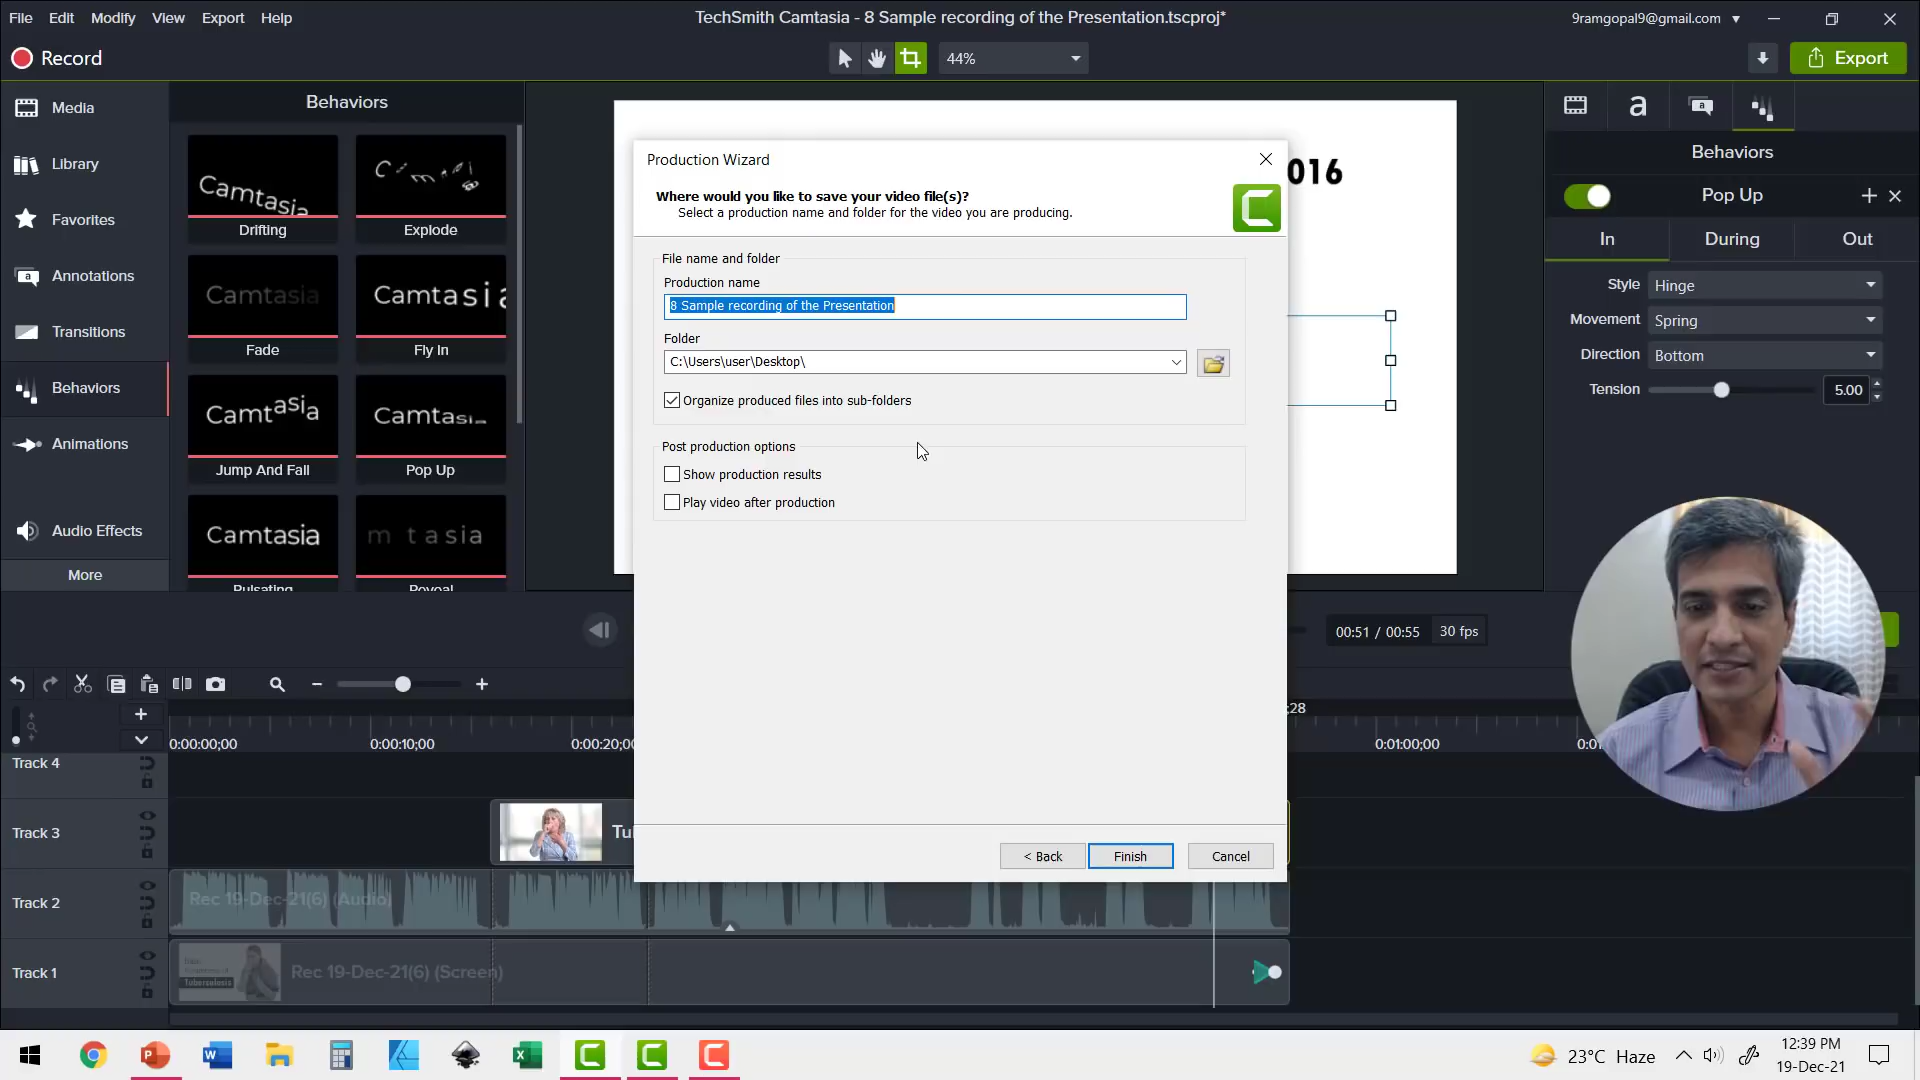 File Edit Modify View Export Help
TechSmith Camtasia - 8 Sample recording of the Presentation.tscproj*
9ramgopal9@gmail.com
Record
44%
Export
Media
Library
Favorites
Annotations
Transitions
Behaviors
Animations
Audio Effects
More
Behaviors
Camtasia
Drifting
Explode
Camtasia
Fade
Camtasia
Fly In
Camtasia
Jump And Fall
Camtasia
Pop Up
Camtasia
Pulsating
m t a s i a
Reveal
016
Production Wizard
Where would you like to save your video file(s)?
Select a production name and folder for the video you are producing.
File name and folder
Production name
8 Sample recording of the Presentation
Folder
C:\Users\user\Desktop\
Organize produced files into sub-folders
Post production options
Show production results
Play video after production
< Back
Finish
Cancel
a
Behaviors
Pop Up
In During Out
Style Hinge
Movement Spring
Direction Bottom
Tension 5.00
00:51 / 00:55 30 fps
;28
0:00:00;00 0:00:10;00 0:00:20;00 0:01:00;00
Track 4
Track 3
Track 2
Rec 19-Dec-21(6) (Audio)
Track 1
Tuberculosis
Rec 19-Dec-21(6) (Screen)
23°C Haze
12:39 PM
19-Dec-21